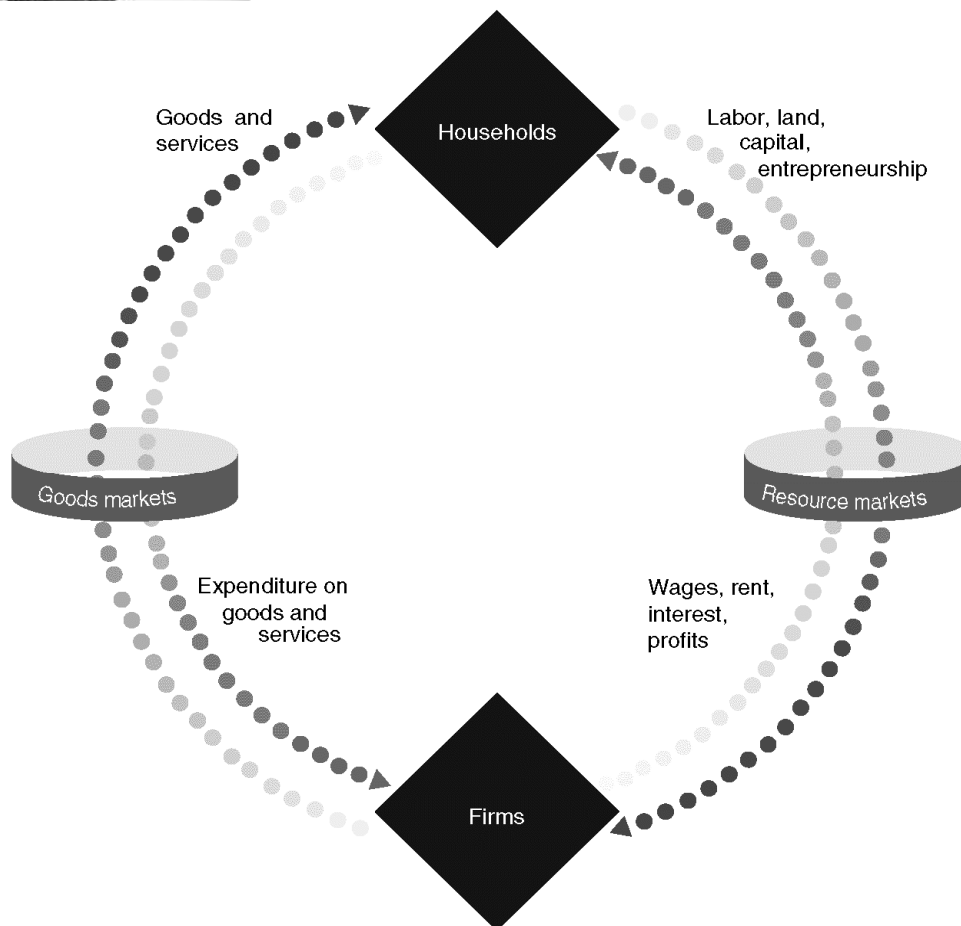 Households
Goods and
services
Labor, land,
capital,
entrepreneurship
Goods markets
Resource markets
Expenditure on
goods and
services
Wages, rent,
interest,
profits
Firms